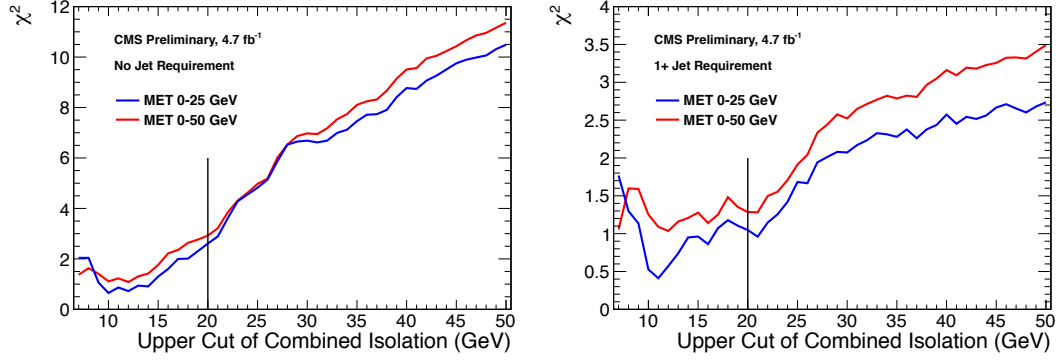 χ²
12
10
8
6
4
2
0
CMS Preliminary, 4.7 fb⁻¹
No Jet Requirement
MET 0-25 GeV
MET 0-50 GeV
10 15 20 25 30 35 40 45 50
Upper Cut of Combined Isolation (GeV)
χ²
4
3.5
3
2.5
2
1.5
1
0.5
0
CMS Preliminary, 4.7 fb⁻¹
1+ Jet Requirement
MET 0-25 GeV
MET 0-50 GeV
10 15 20 25 30 35 40 45 50
Upper Cut of Combined Isolation (GeV)